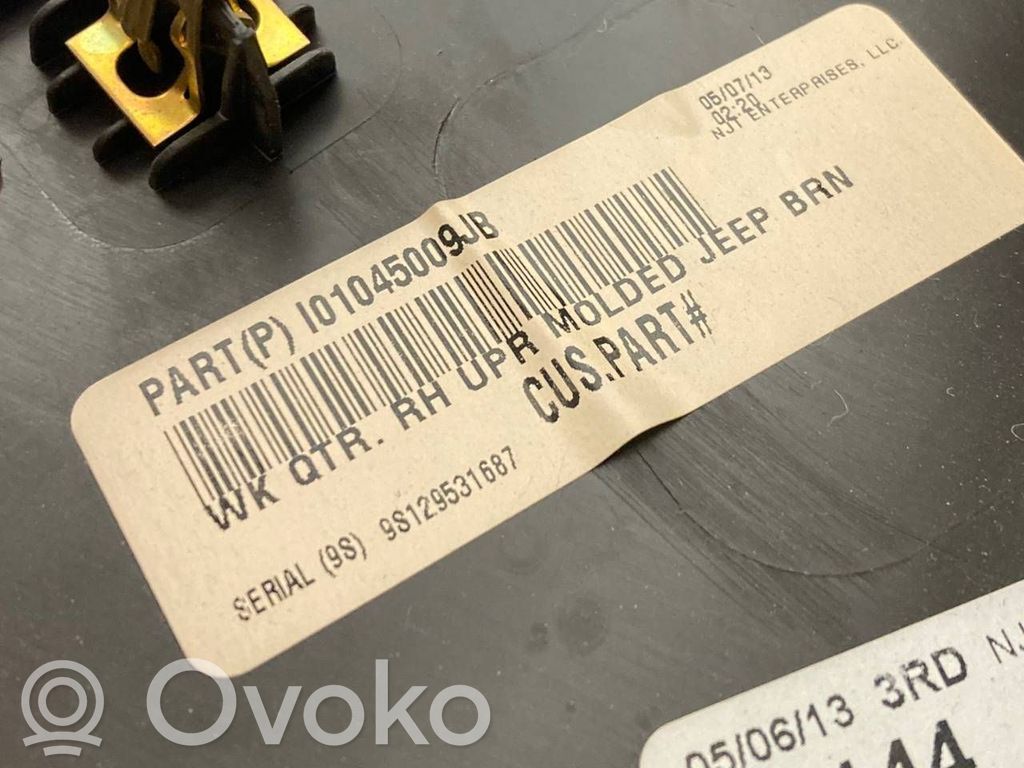 05/07/13
02-20
NJT ENTERPRISES, LLC.
PART(P) I01045009JB
WK QTR. RH UPR MOLDED JEEP BRN
CUS.PART#
SERIAL (9S) 9S129531687
05/06/13 3RD
Ovoko